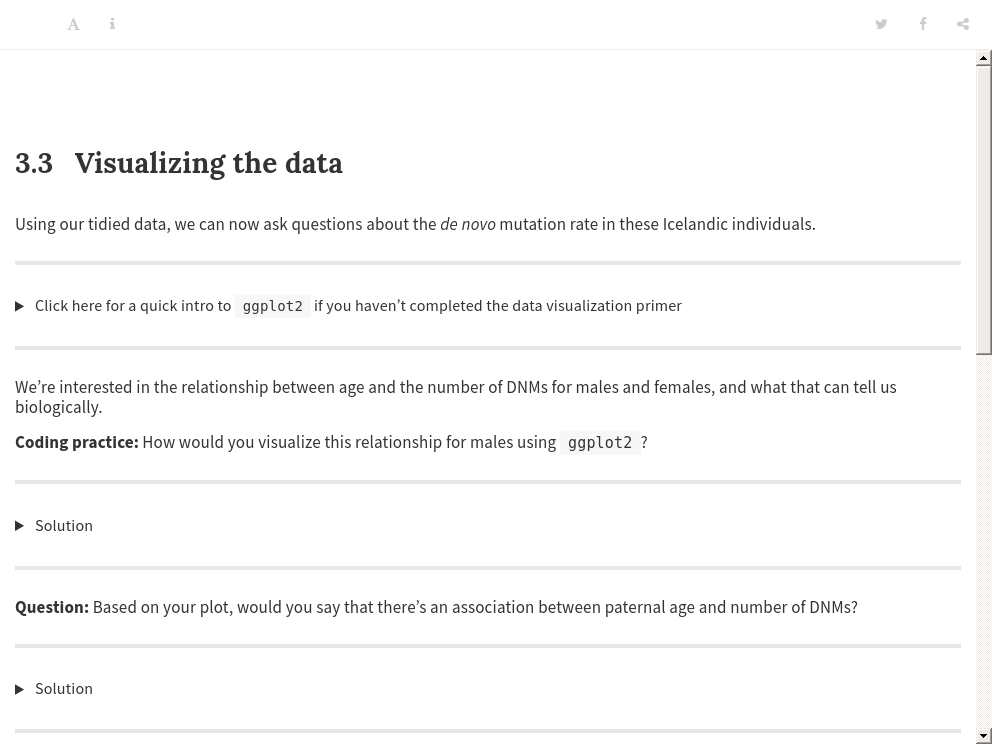 3.3 Visualizing the data
Using our tidied data, we can now ask questions about the de novo mutation rate in these Icelandic individuals.
Click here for a quick intro to ggplot2 if you haven’t completed the data visualization primer
We’re interested in the relationship between age and the number of DNMs for males and females, and what that can tell us
biologically.
Coding practice: How would you visualize this relationship for males using ggplot2 ?
Solution
Question: Based on your plot, would you say that there’s an association between paternal age and number of DNMs?
Solution